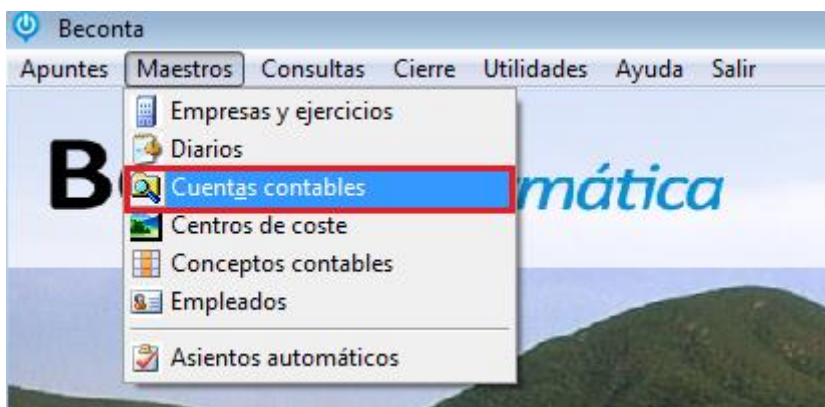 Beconta
Apuntes Maestros Consultas Cierre Utilidades Ayuda Salir
Empresas y ejercicios
Diarios
Cuentas contables
Centros de coste
Conceptos contables
Empleados
Asientos automáticos
B mática